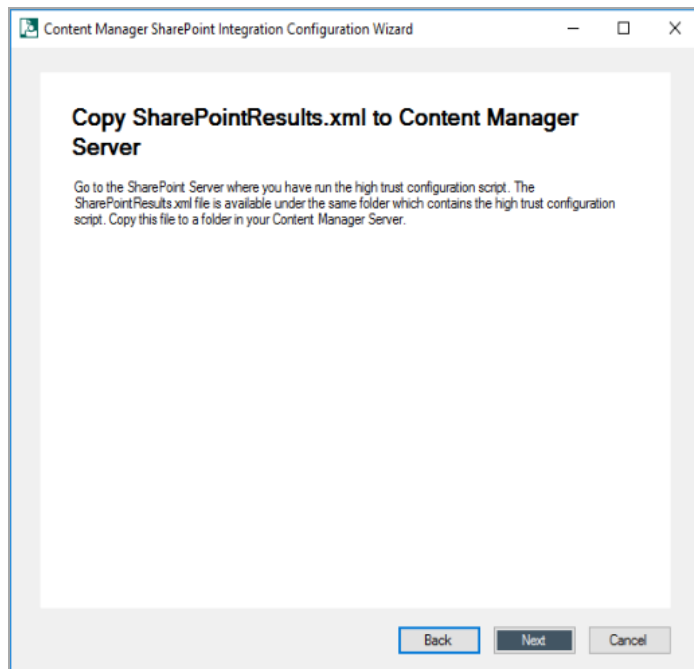 Content Manager SharePoint Integration Configuration Wizard
Copy SharePointResults.xml to Content Manager
Server
Go to the SharePoint Server where you have run the high trust configuration script. The
SharePointResults.xml file is available under the same folder which contains the high trust configuration
script. Copy this file to a folder in your Content Manager Server.
Back Next Cancel